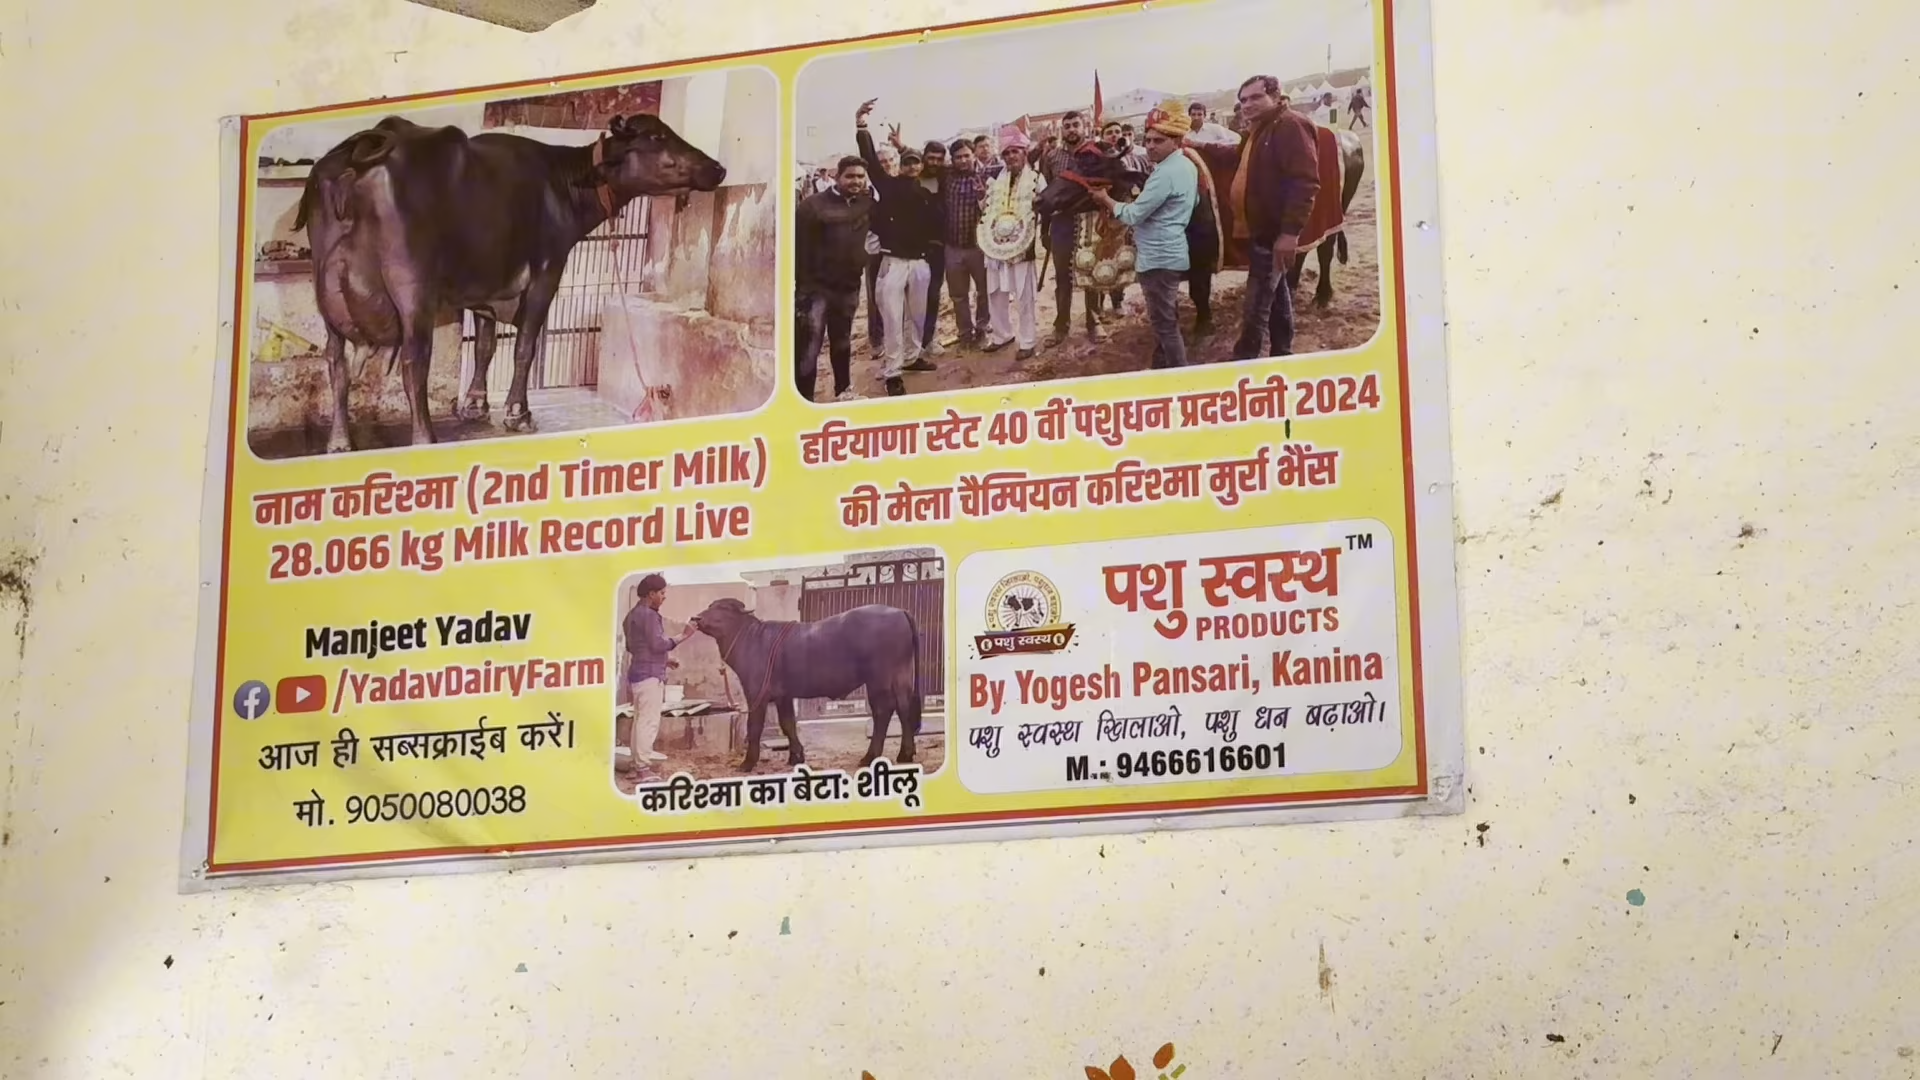 नाम करिश्मा (2nd Timer Milk)
28.066 kg Milk Record Live
हरियाणा स्टेट 40 वीं पशुधन प्रदर्शनी 2024
की मेला चैम्पियन करिश्मा मुर्रा भैंस
Manjeet Yadav
/YadavDairyFarm
आज ही सब्सक्राईब करें।
मो. 9050080038
करिश्मा का बेटा: शीलू
पशु स्वस्थ
पशु स्वस्थ TM
PRODUCTS
By Yogesh Pansari, Kanina
पशु स्वस्थ खिलाओ, पशु धन बढ़ाओ।
M.: 9466616601